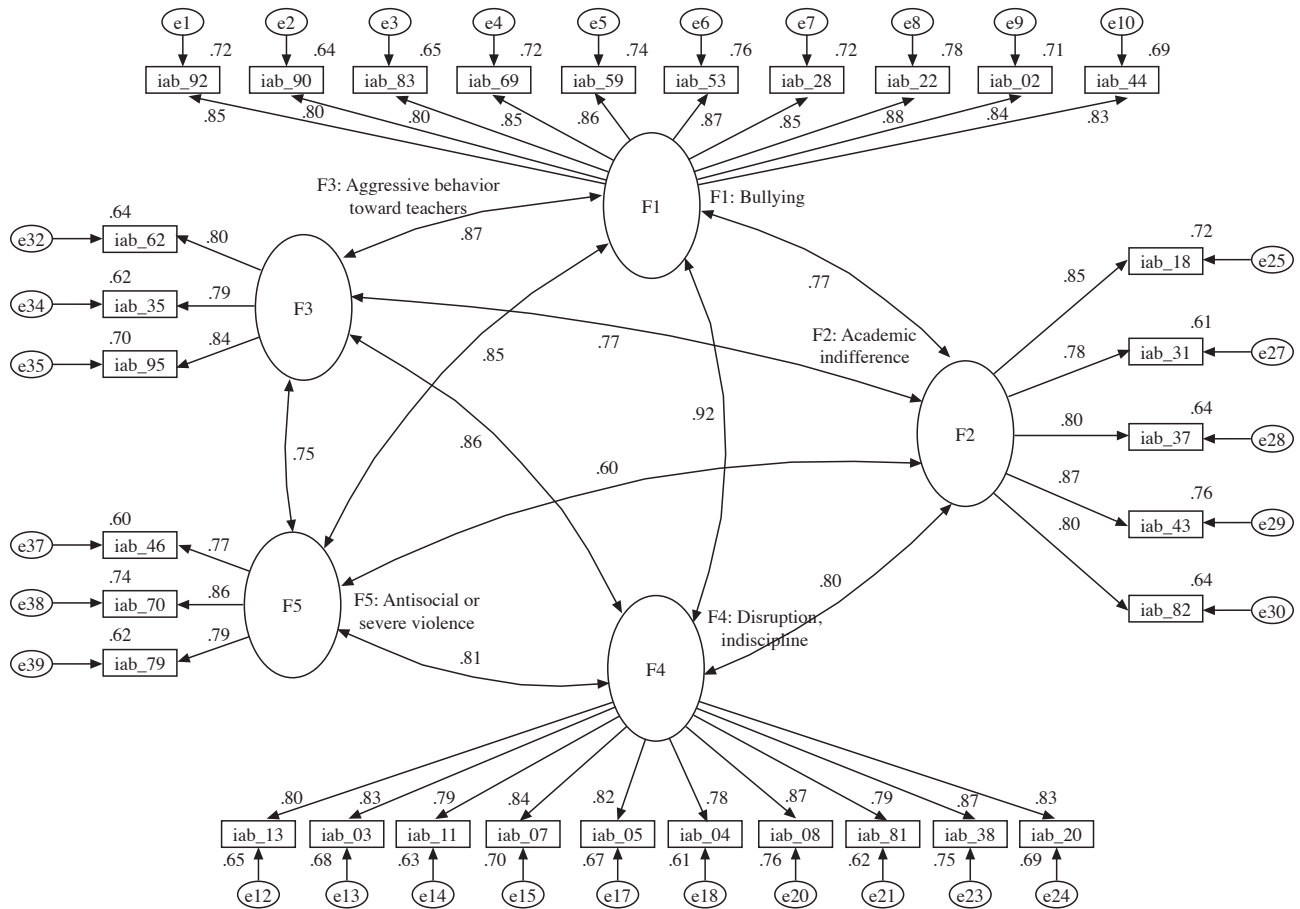 e1 e2 e3 e4 e5 e6 e7 e8 e9 e10
.72 .64 .65 .72 .74 .76 .72 .78 .71 .69
iab_92 iab_90 iab_83 iab_69 iab_59 iab_53 iab_28 iab_22 iab_02 iab_44
.85 .80 .80 .85 .86 .87 .85 .88 .84 .83
F3: Aggressive behavior
toward teachers
F1
F1: Bullying
.87
.64
e32 iab_62 .80
.62
e34 iab_35 .79
.70
e35 iab_95 .84
F3
.77
.72
.85 iab_18 e25
.61
.78 iab_31 e27
.64
.80 iab_37 e28
.76
.87 iab_43 e29
.64
.80 iab_82 e30
F2: Academic
indifference
F2
.77
.85
.92
.86
.75
.60
.80
.60
e37 iab_46 .77
.74
e38 iab_70 .86
.62
e39 iab_79 .79
F5
F5: Antisocial or
severe violence
.81
F4: Disruption,
indiscipline
F4
.80 .83 .79 .84 .82 .78 .87 .79 .87 .83
iab_13 iab_03 iab_11 iab_07 iab_05 iab_04 iab_08 iab_81 iab_38 iab_20
.65 .68 .63 .70 .67 .61 .76 .62 .75 .69
e12 e13 e14 e15 e17 e18 e20 e21 e23 e24